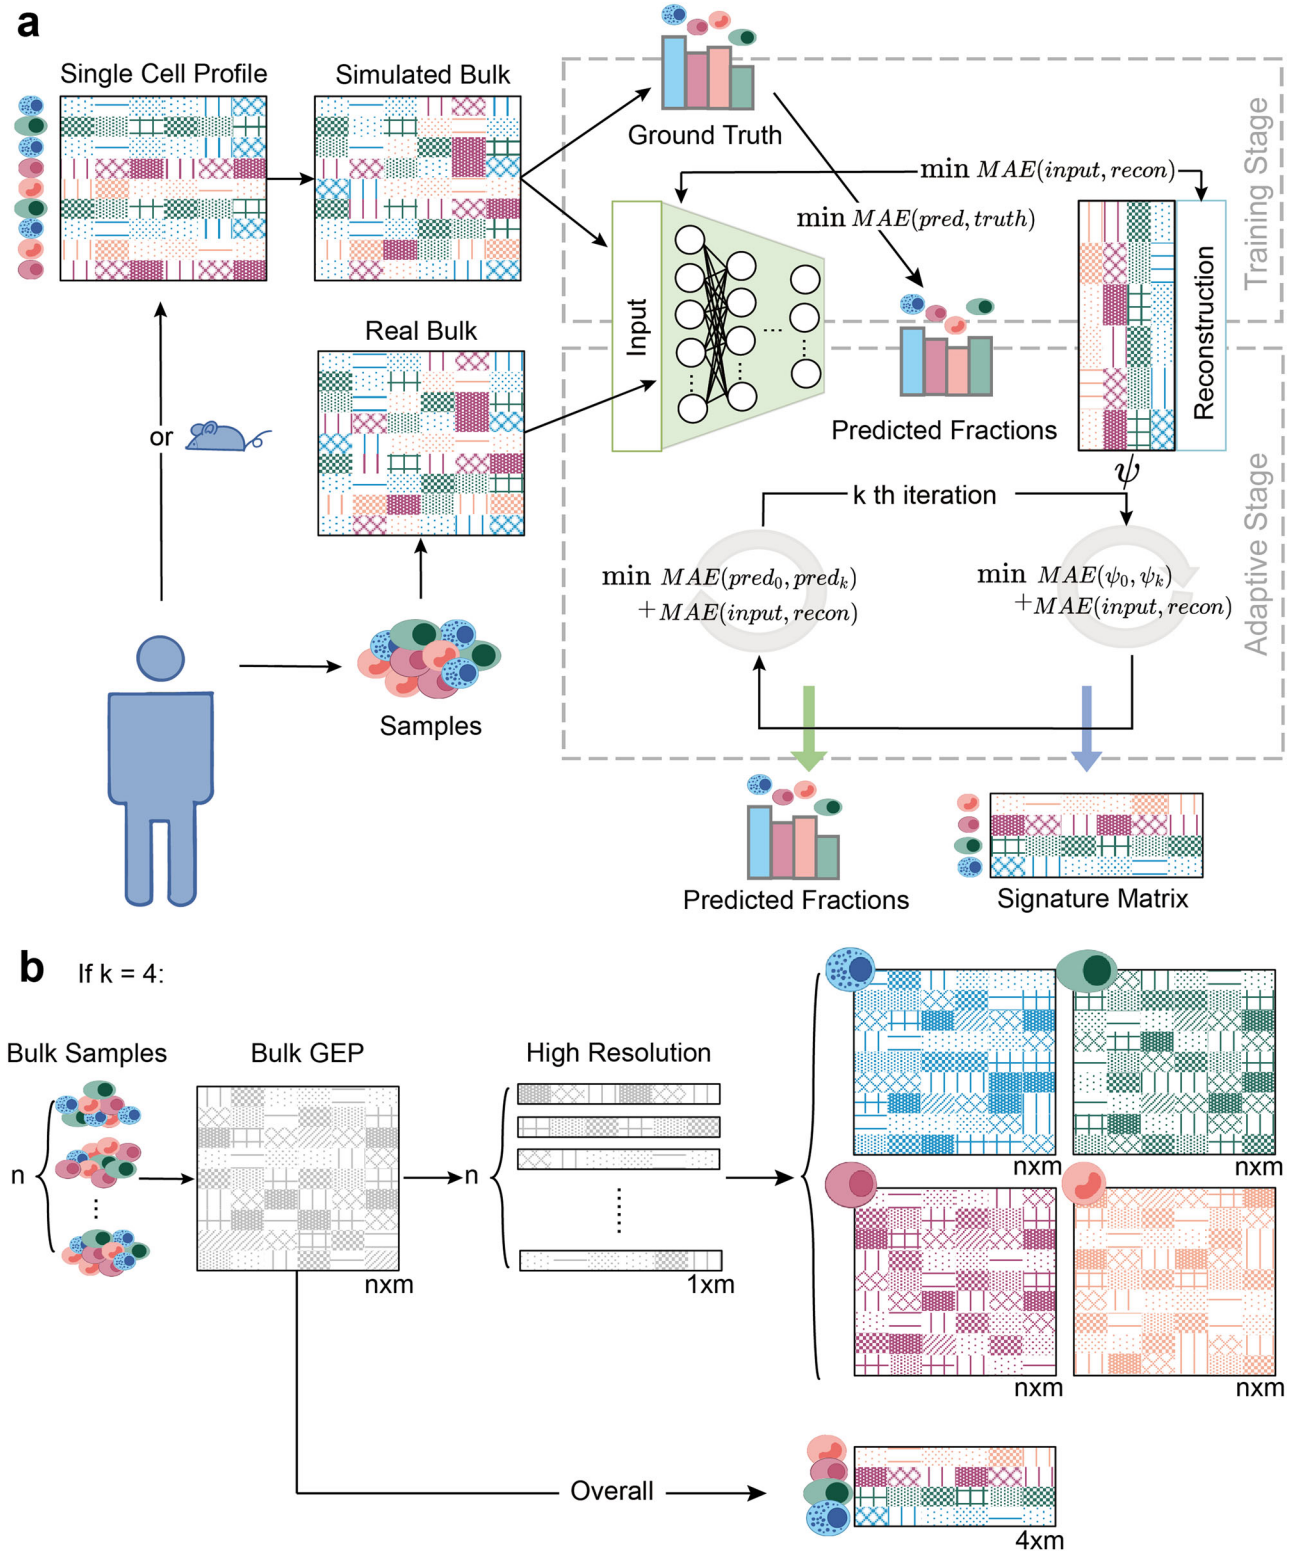 a
Single Cell Profile
Simulated Bulk
Ground Truth
min MAE(input, recon)
min MAE(pred, truth)
Training Stage
Input
Reconstruction
Real Bulk
or
Predicted Fractions
ψ
k th iteration
min MAE(pred₀, predₖ)
+MAE(input, recon)
min MAE(ψ₀, ψₖ)
+MAE(input, recon)
Adaptive Stage
Samples
Predicted Fractions
Signature Matrix
b
If k = 4:
Bulk Samples
Bulk GEP
High Resolution
n
n
nxm
1xm
nxm
nxm
nxm
nxm
Overall
4xm